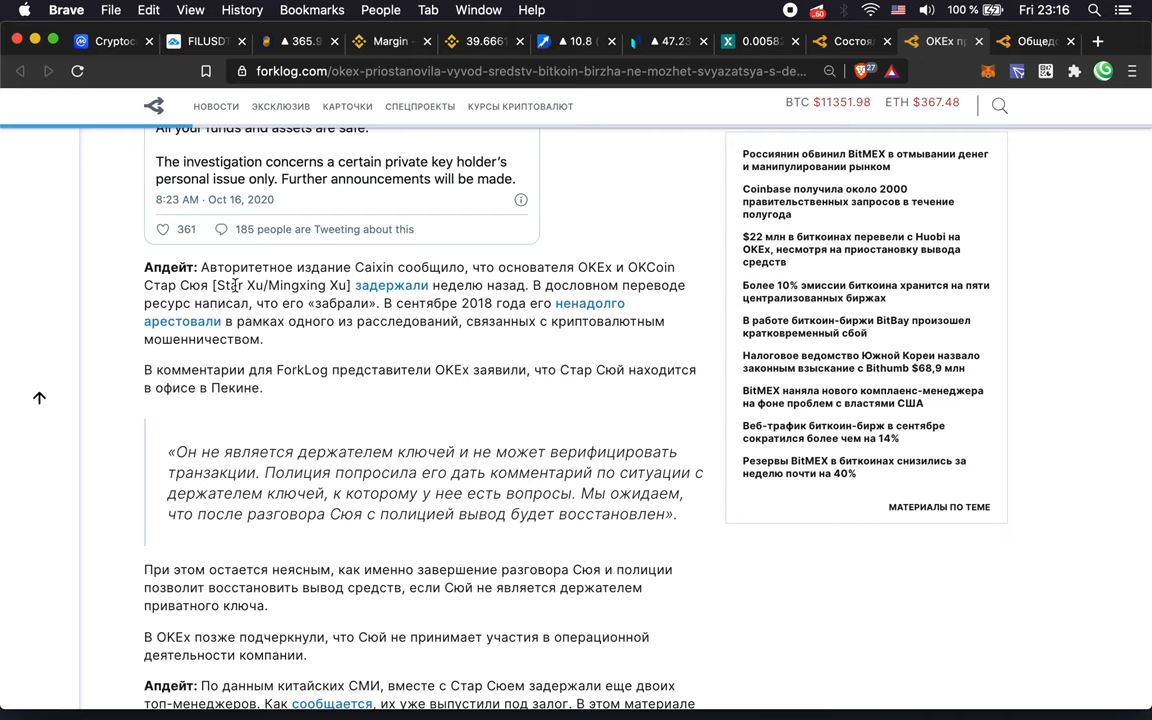 Brave File Edit View History Bookmarks People Tab Window Help 60 100 % Fri 23:16
Cryptoc FILUSDT ▲ 365.9 Margin 39.6661 ▲ 10.8 ( ▲ 47.23 0.0058 Состоя OKEx п Общед
forklog.com/okex-priostanovila-vyvod-sredstv-bitkoin-birzha-ne-mozhet-svyazatsya-s-de... 27
НОВОСТИ ЭКСКЛЮЗИВ КАРТОЧКИ СПЕЦПРОЕКТЫ КУРСЫ КРИПТОВАЛЮТ BTC $11351.98 ETH $367.48
All your funds and assets are safe.
The investigation concerns a certain private key holder's
personal issue only. Further announcements will be made.
8:23 AM · Oct 16, 2020
361 185 people are Tweeting about this
Апдейт: Авторитетное издание Caixin сообщило, что основателя OKEx и OKCoin
Стар Сюя [Star Xu/Mingxing Xu] задержали неделю назад. В дословном переводе
ресурс написал, что его «забрали». В сентябре 2018 года его ненадолго
арестовали в рамках одного из расследований, связанных с криптовалютным
мошенничеством.
В комментарии для ForkLog представители OKEx заявили, что Стар Сюй находится
в офисе в Пекине.
«Он не является держателем ключей и не может верифицировать
транзакции. Полиция попросила его дать комментарий по ситуации с
держателем ключей, к которому у нее есть вопросы. Мы ожидаем,
что после разговора Сюя с полицией вывод будет восстановлен».
При этом остается неясным, как именно завершение разговора Сюя и полиции
позволит восстановить вывод средств, если Сюй не является держателем
приватного ключа.
В OKEx позже подчеркнули, что Сюй не принимает участия в операционной
деятельности компании.
Апдейт: По данным китайских СМИ, вместе с Стар Сюем задержали еще двоих
топ-менеджеров. Как сообщается, их уже выпустили под залог. В этом материале
Россиянин обвинил BitMEX в отмывании денег
и манипулировании рынком
Coinbase получила около 2000
правительственных запросов в течение
полугода
$22 млн в биткоинах перевели с Huobi на
OKEx, несмотря на приостановку вывода
средств
Более 10% эмиссии биткоина хранится на пяти
централизованных биржах
В работе биткоин-биржи BitBay произошел
кратковременный сбой
Налоговое ведомство Южной Кореи назвало
законным взыскание с Bithumb $68,9 млн
BitMEX наняла нового комплаенс-менеджера
на фоне проблем с властями США
Веб-трафик биткоин-бирж в сентябре
сократился более чем на 14%
Резервы BitMEX в биткоинах снизились за
неделю почти на 40%
МАТЕРИАЛЫ ПО ТЕМЕ